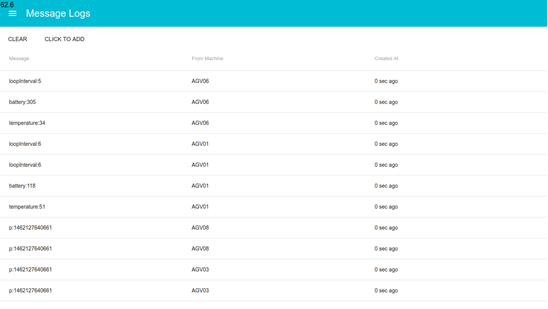 62.6
Message Logs
CLEAR CLICK TO ADD
Message From Machine Created At
loopInterval:5 AGV06 0 sec ago
battery:305 AGV06 0 sec ago
temperature:34 AGV06 0 sec ago
loopInterval:6 AGV01 0 sec ago
loopInterval:6 AGV01 0 sec ago
battery:118 AGV01 0 sec ago
temperature:51 AGV01 0 sec ago
p:1462127640661 AGV08 0 sec ago
p:1462127640661 AGV08 0 sec ago
p:1462127640661 AGV03 0 sec ago
p:1462127640661 AGV03 0 sec ago